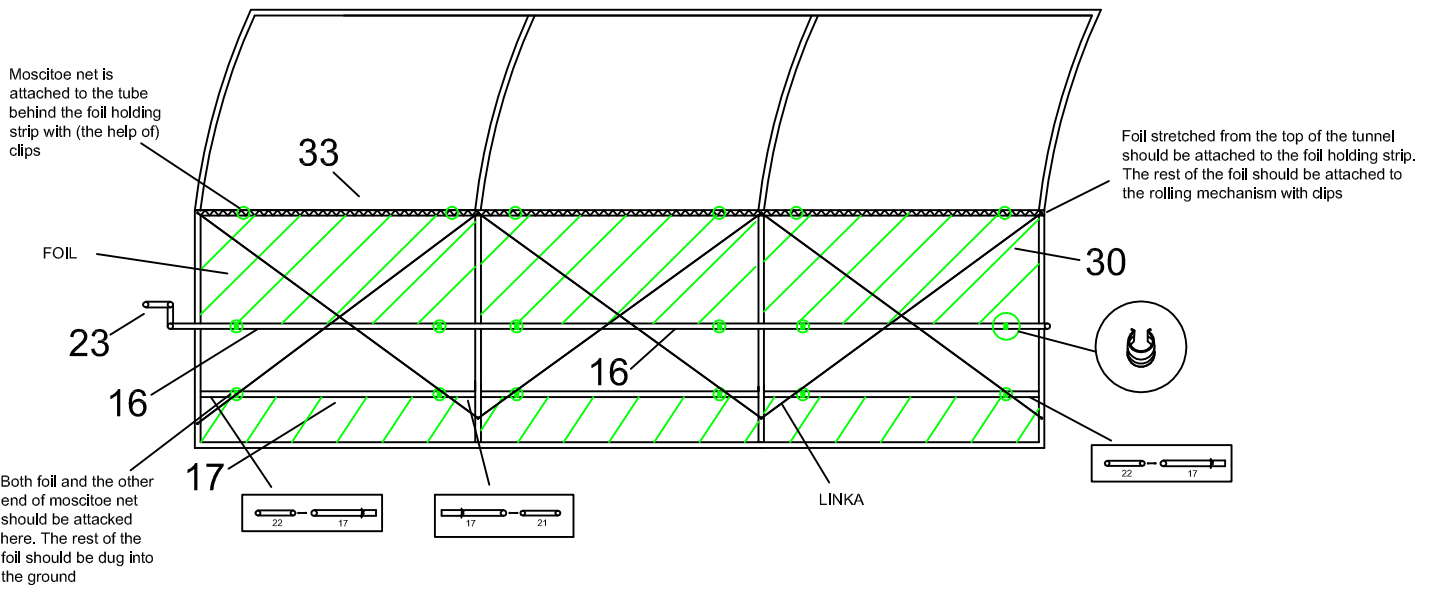 Moscitoe net is
attached to the tube
behind the foil holding
strip with (the help of)
clips
33
Foil stretched from the top of the tunnel
should be attached to the foil holding strip.
The rest of the foil should be attached to
the rolling mechanism with clips
FOIL
30
23
16
16
17
Both foil and the other
end of moscitoe net
should be attacked
here. The rest of the
foil should be dug into
the ground
22
17
17
21
LINKA
22
17